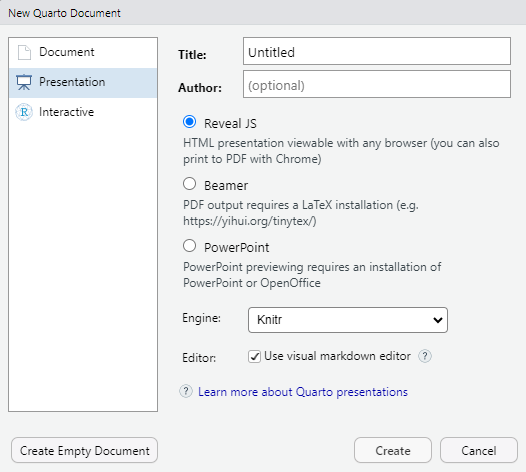 New Quarto Document
Document
Presentation
Interactive
Title:
Untitled
Author:
(optional)
Reveal JS
HTML presentation viewable with any browser (you can also
print to PDF with Chrome)
Beamer
PDF output requires a LaTeX installation (e.g.
https://yihui.org/tinytex/)
PowerPoint
PowerPoint previewing requires an installation of
PowerPoint or OpenOffice
Engine:
Knitr
Editor:
Use visual markdown editor ?
? Learn more about Quarto presentations
Create Empty Document
Create
Cancel